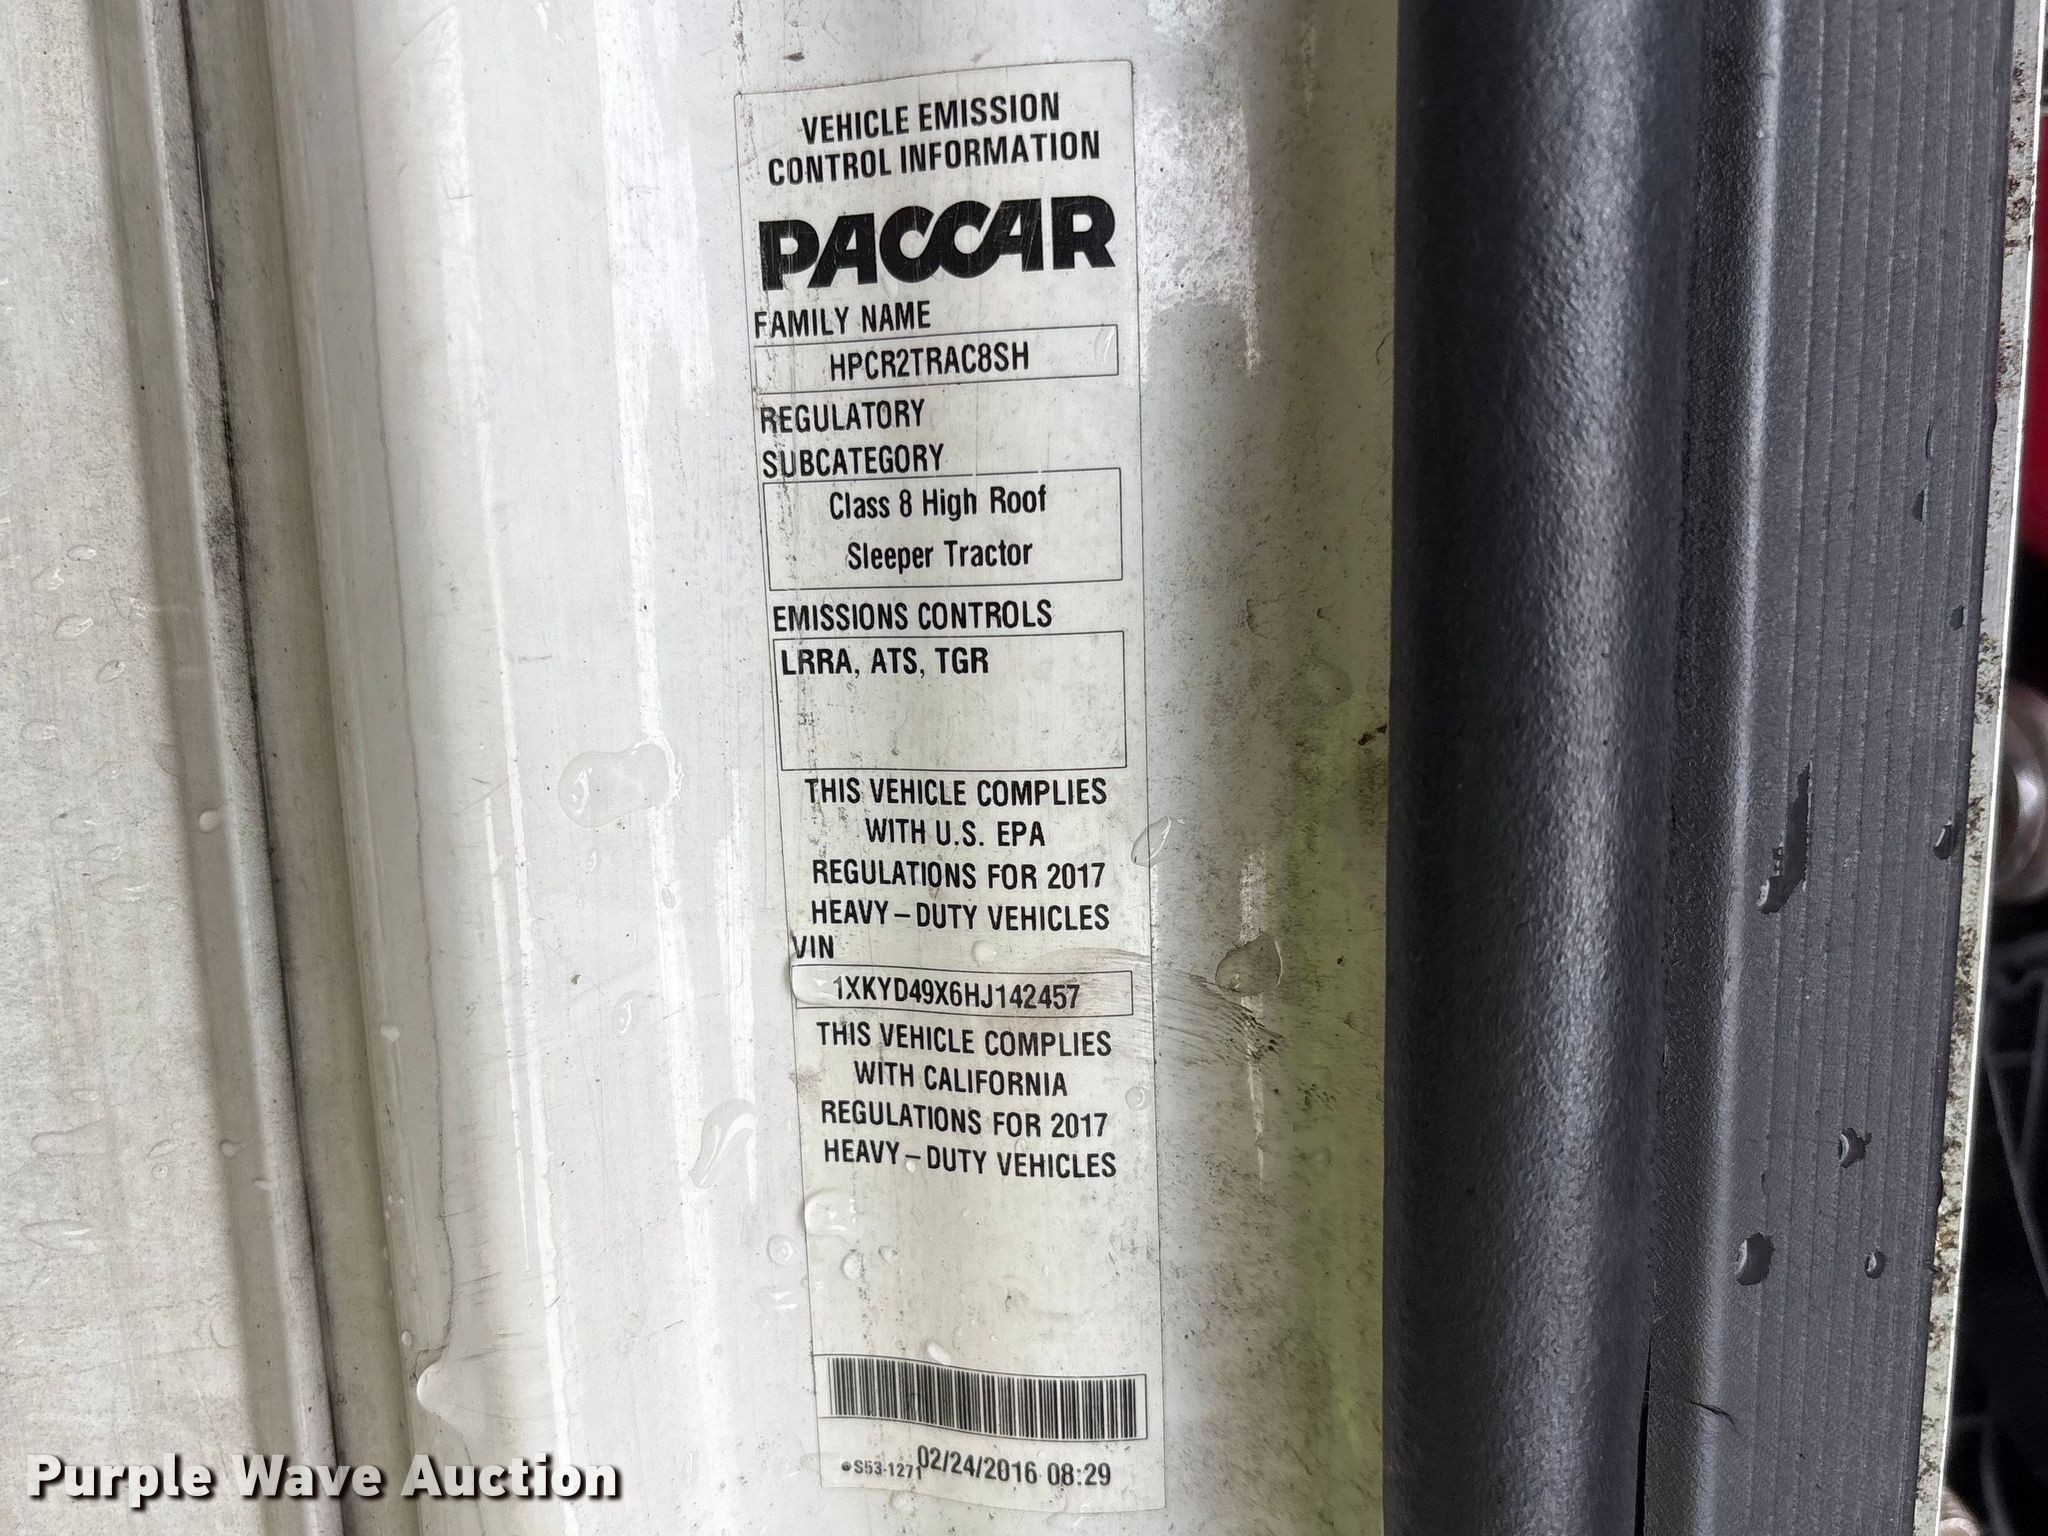 VEHICLE EMISSION
CONTROL INFORMATION
PACCAR
FAMILY NAME
HPCR2TRAC8SH
REGULATORY
SUBCATEGORY
Class 8 High Roof
Sleeper Tractor
EMISSIONS CONTROLS
LRRA, ATS, TGR
THIS VEHICLE COMPLIES
WITH U.S. EPA
REGULATIONS FOR 2017
HEAVY-DUTY VEHICLES
VIN
1XKYD49X6HJ142457
THIS VEHICLE COMPLIES
WITH CALIFORNIA
REGULATIONS FOR 2017
HEAVY-DUTY VEHICLES
S53-1271 02/24/2016 08:29
Purple Wave Auction